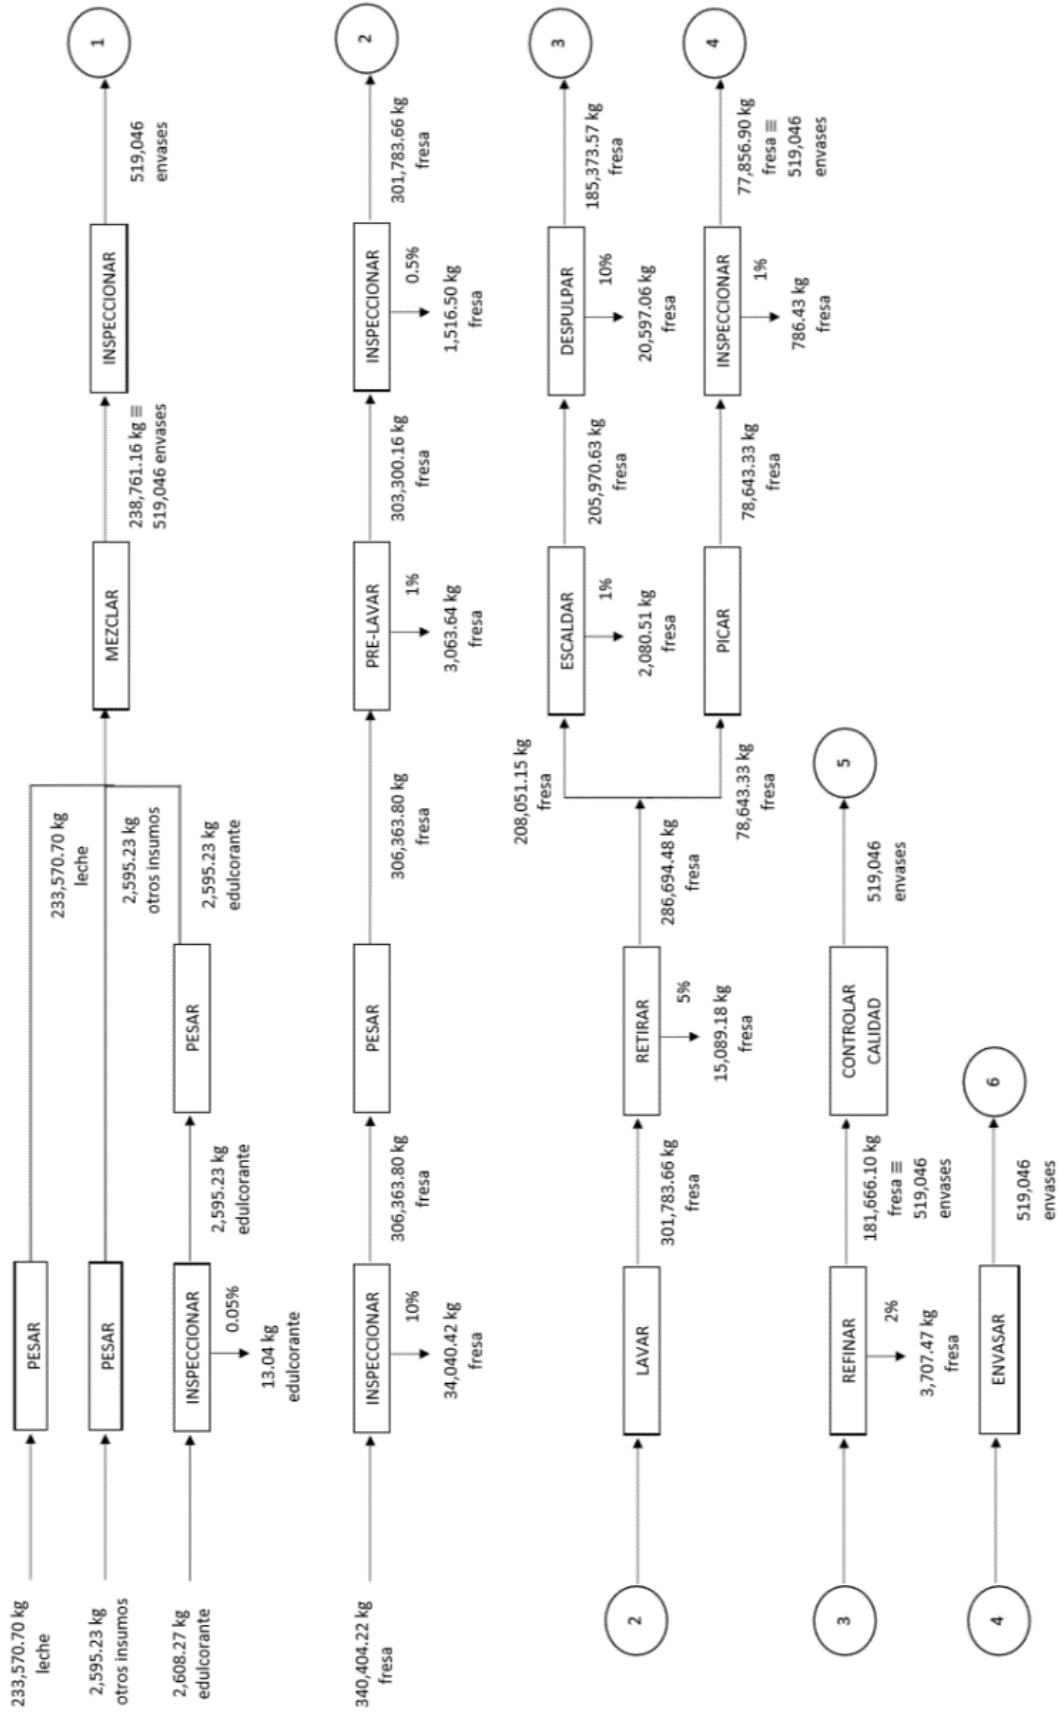 233,570.70 kg
leche
PESAR
233,570.70 kg
leche
2,595.23 kg
otros insumos
PESAR
2,595.23 kg
otros insumos
2,608.27 kg
edulcorante
INSPECCIONAR
0.05%
13.04 kg
edulcorante
2,595.23 kg
edulcorante
PESAR
2,595.23 kg
edulcorante
MEZCLAR
238,761.16 kg ≡
519,046 envases
INSPECCIONAR
519,046
envases
1
340,404.22 kg
fresa
INSPECCIONAR
10%
34,040.42 kg
fresa
306,363.80 kg
fresa
PESAR
306,363.80 kg
fresa
PRE-LAVAR
1%
3,063.64 kg
fresa
303,300.16 kg
fresa
INSPECCIONAR
0.5%
1,516.50 kg
fresa
301,783.66 kg
fresa
2
2
LAVAR
301,783.66 kg
fresa
RETIRAR
5%
15,089.18 kg
fresa
286,694.48 kg
fresa
208,051.15 kg
fresa
ESCALDAR
1%
2,080.51 kg
fresa
205,970.63 kg
fresa
DESPULPAR
10%
20,597.06 kg
fresa
185,373.57 kg
fresa
3
78,643.33 kg
fresa
PICAR
78,643.33 kg
fresa
INSPECCIONAR
1%
786.43 kg
fresa
77,856.90 kg
fresa ≡
519,046
envases
4
3
REFINAR
2%
3,707.47 kg
fresa
181,666.10 kg
fresa ≡
519,046
envases
CONTROLAR
CALIDAD
519,046
envases
5
4
ENVASAR
519,046
envases
6